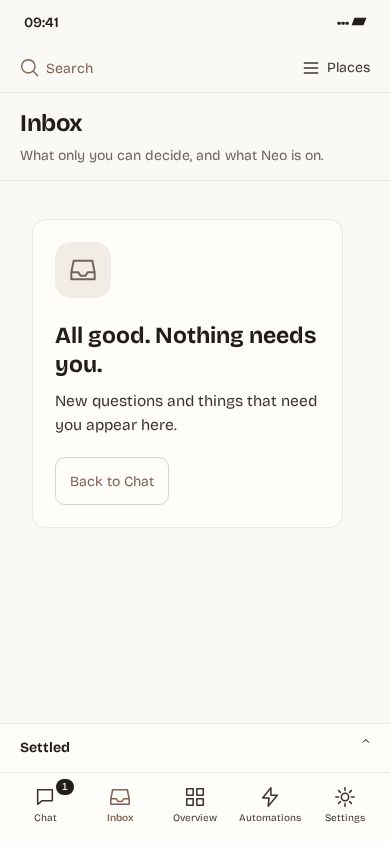 09:41
Search
Places
Inbox
What only you can decide, and what Neo is on.
All good. Nothing needs
you.
New questions and things that need
you appear here.
Back to Chat
Settled
1
Chat
Inbox
Overview
Automations
Settings